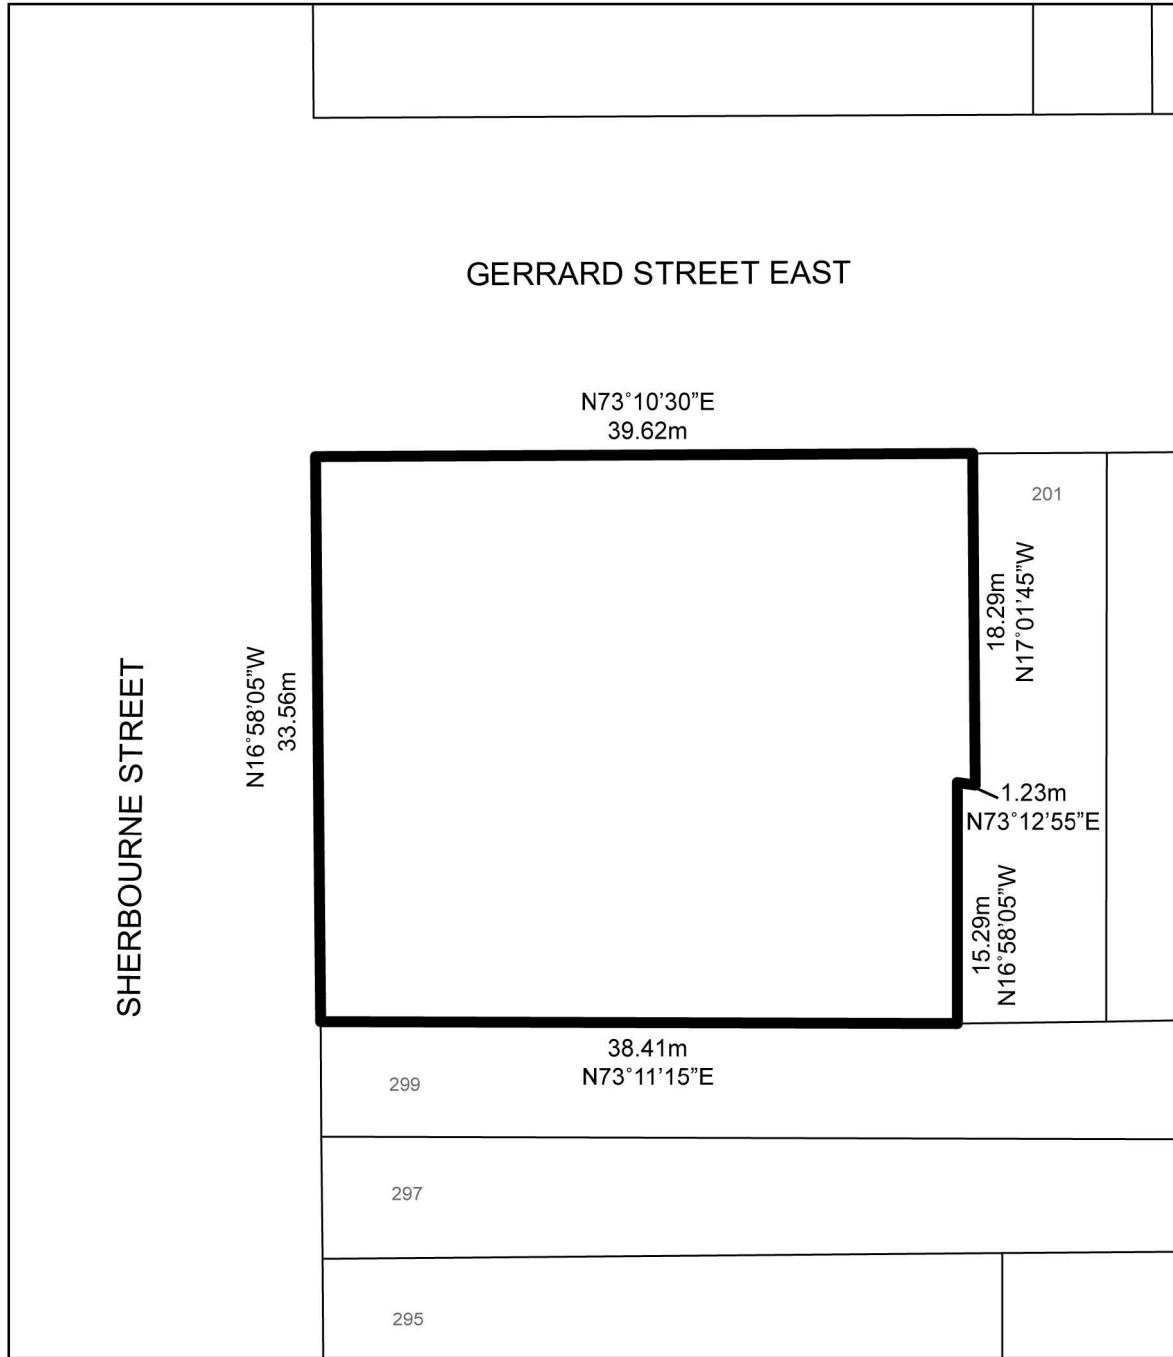 GERRARD STREET EAST
N73°10'30”E
39.62m
201
18.29m
N17°01'45”W
N16°58'05”W
33.56m
SHERBOURNE STREET
1.23m
N73°12'55”E
15.29m
N16°58'05”W
38.41m
N73°11'15”E
299
297
295